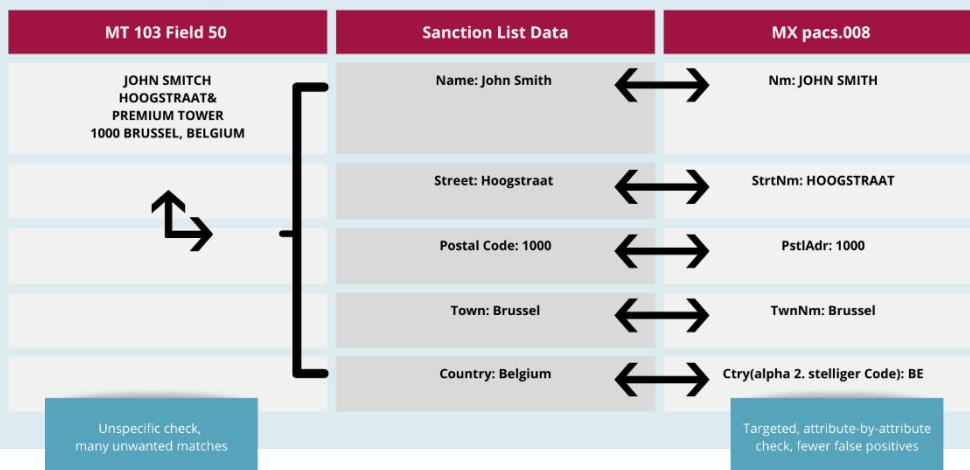 MT 103 Field 50
Sanction List Data
MX pacs.008
JOHN SMITCH
HOOGSTRAAT&
PREMIUM TOWER
1000 BRUSSEL, BELGIUM
Name: John Smith
Nm: JOHN SMITH
Street: Hoogstraat
StrtNm: HOOGSTRAAT
Postal Code: 1000
PstlAdr: 1000
Town: Brussel
TwnNm: Brussel
Country: Belgium
Ctry(alpha 2. stelliger Code): BE
Unspecific check,
many unwanted matches
Targeted, attribute-by-attribute
check, fewer false positives